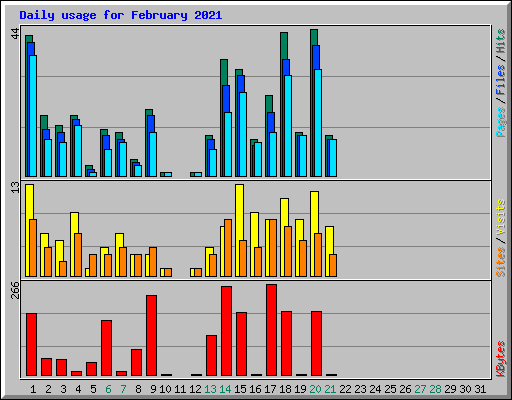 Daily usage for February 2021
44
Pages/Files/Hits
13
Sites/Visits
266
KBytes
1 2 3 4 5 6 7 8 9 10 11 12 13 14 15 16 17 18 19 20 21 22 23 24 25 26 27 28 29 30 31